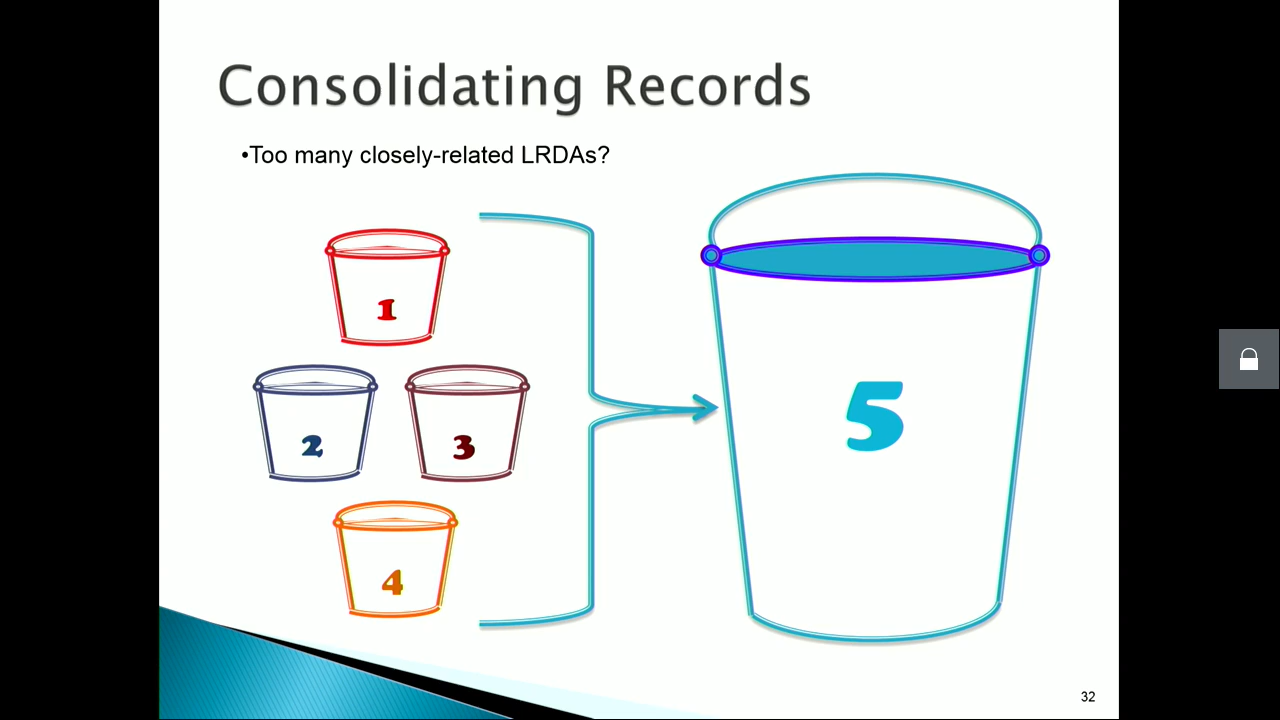 Consolidating Records
•Too many closely-related LRDAs?
1
2 3
4
5
32